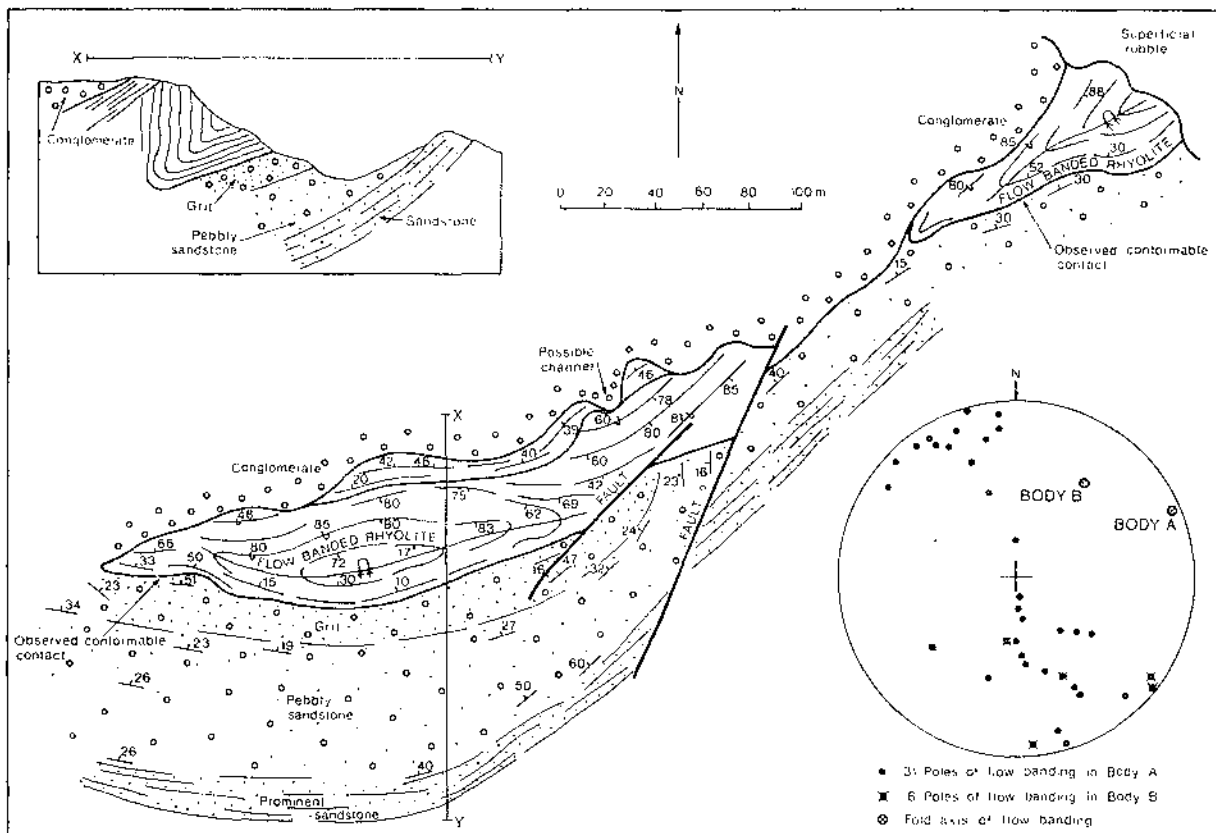 X
Y
Conglomerate
Grit
Pebbly
sandstone
Sandstone
N
0 20 40 60 80 100 m
Superficial
rubble
Conglomerate
88
85
30
52
60
FLOW BANDED RHYOLITE
30
30
Observed conformable
contact
15
Possible
channel
46
40
85
78
60
81
39
80
X
Conglomerate
40
42 46
60
20
16
23
42
FAULT
75
48
80
69
62
24
FAULT
85
80
83
66
80
FLOW BANDED RHYOLITE
17
33
50
72
47
32
51
15
30
10
16
23
34
Observed conformable
contact
Grit
27
23
19
60
26
50
Pebbly
sandstone
26
40
Prominent
sandstone
Y
N
BODY B
BODY A
31 Poles of flow banding in Body A
6 Poles of flow banding in Body B
Fold axis of flow banding